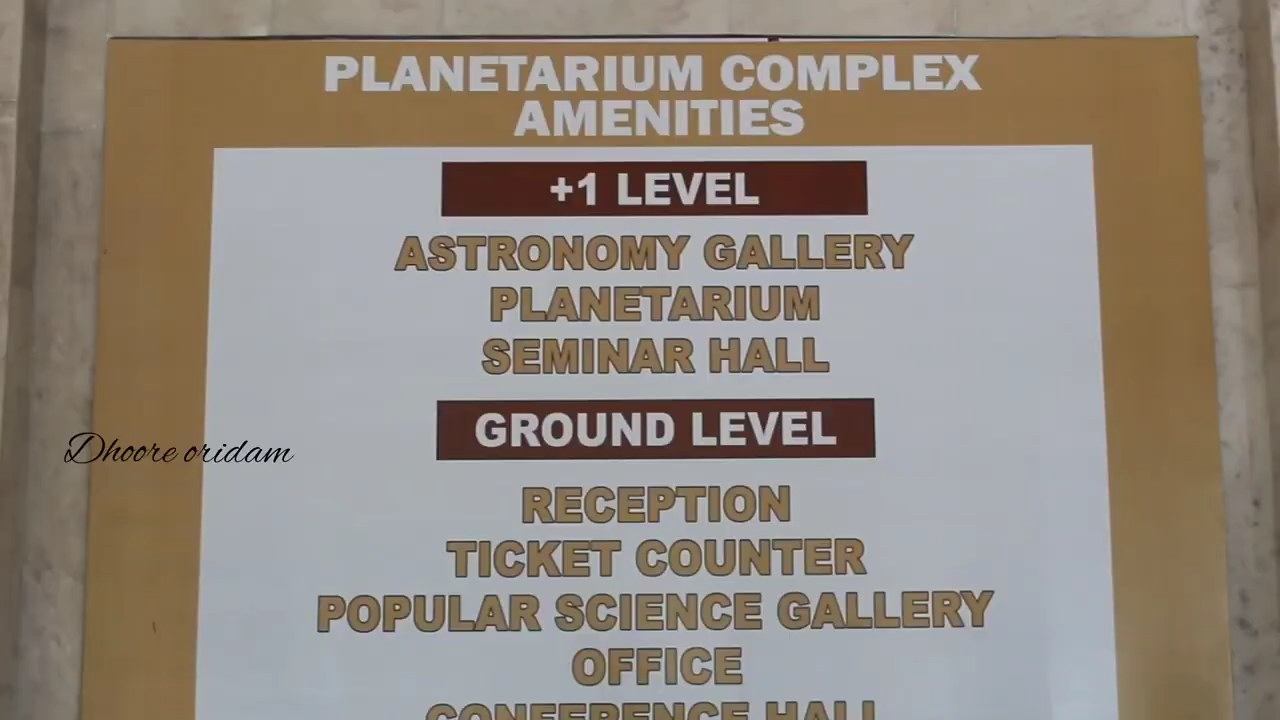 PLANETARIUM COMPLEX
AMENITIES
+1 LEVEL
ASTRONOMY GALLERY
PLANETARIUM
SEMINAR HALL
GROUND LEVEL
Dhoore oridam
RECEPTION
TICKET COUNTER
POPULAR SCIENCE GALLERY
OFFICE
CONFERENCE HALL